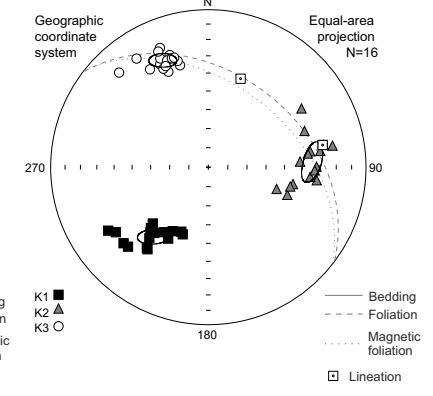 N
Geographic
coordinate
system
Equal-area
projection
N=16
270
90
180
K1
K2
K3
Bedding
Foliation
Magnetic
foliation
Lineation